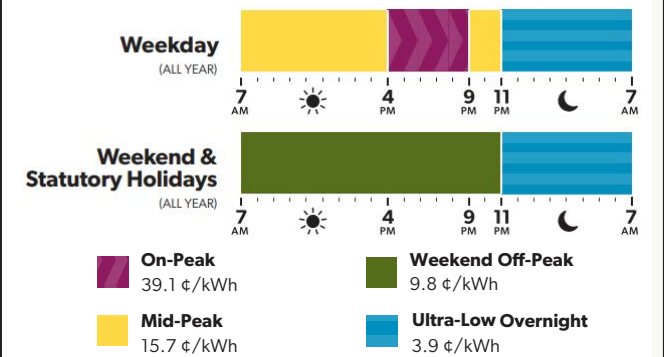 Weekday
(ALL YEAR)
7 4 9 11 7
AM PM PM PM AM
Weekend &
Statutory Holidays
(ALL YEAR)
7 4 9 11 7
AM PM PM PM AM
On-Peak
39.1 ¢/kWh
Weekend Off-Peak
9.8 ¢/kWh
Mid-Peak
15.7 ¢/kWh
Ultra-Low Overnight
3.9 ¢/kWh